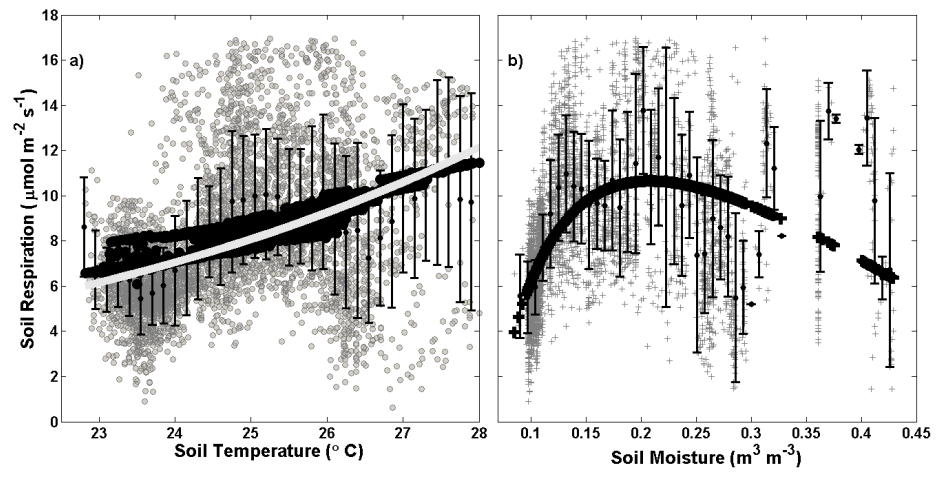 18
16
14
12
10
8
6
4
2
0
Soil Respiration (μmol m⁻² s⁻¹)
a)
23 24 25 26 27 28
Soil Temperature (° C)
b)
0.1 0.15 0.2 0.25 0.3 0.35 0.4 0.45
Soil Moisture (m³ m⁻³)